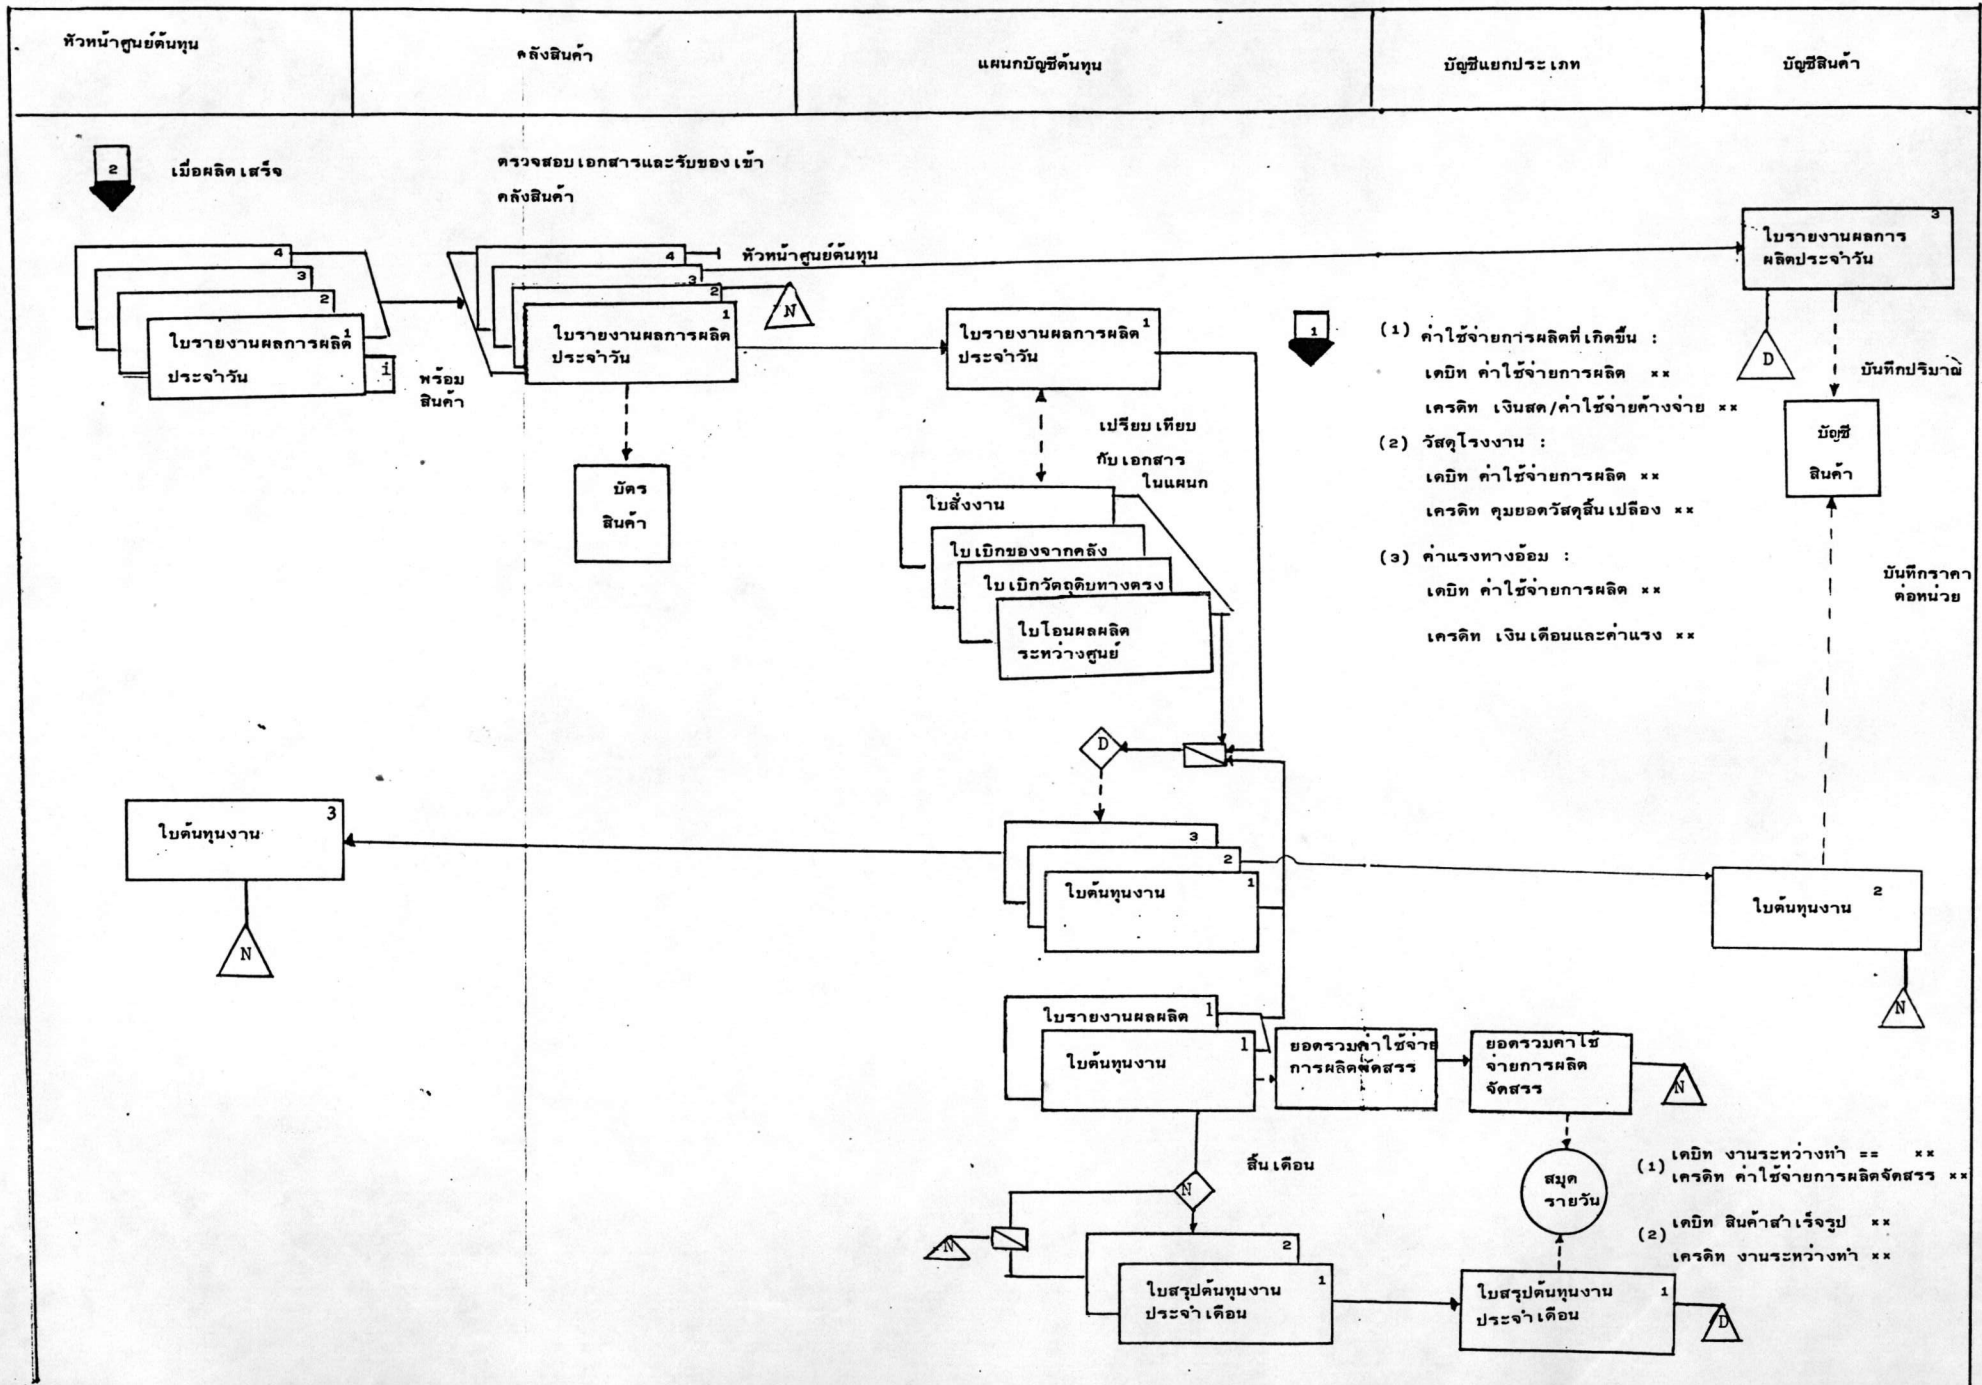 หัวหน้าศูนย์ต้นทุน
คลังสินค้า
แผนกบัญชีต้นทุน
บัญชีแยกประเภท
บัญชีสินค้า
2
เมื่อผลิตเสร็จ
ตรวจสอบเอกสารและรับของเข้า
คลังสินค้า
4
3
2
1
ใบรายงานผลการผลิต
ประจำวัน
i
พร้อม
สินค้า
4
3
2
1
ใบรายงานผลการผลิต
ประจำวัน
หัวหน้าศูนย์ต้นทุน
N
บัตร
สินค้า
ใบรายงานผลการผลิต 1
ประจำวัน
เปรียบเทียบ
กับเอกสาร
ในแผนก
ใบสั่งงาน
ใบเบิกของจากคลัง
ใบเบิกวัตถุดิบทางตรง
ใบโอนผลผลิต
ระหว่างศูนย์
1
(1) ค่าใช้จ่ายการผลิตที่เกิดขึ้น :
เดบิท ค่าใช้จ่ายการผลิต ××
เครดิท เงินสด/ค่าใช้จ่ายค้างจ่าย ××
(2) วัสดุโรงงาน :
เดบิท ค่าใช้จ่ายการผลิต ××
เครดิท คุมยอดวัสดุสิ้นเปลือง ××
(3) ค่าแรงทางอ้อม :
เดบิท ค่าใช้จ่ายการผลิต ××
เครดิท เงินเดือนและค่าแรง ××
3
ใบรายงานผลการ
ผลิตประจำวัน
D
บันทึกปริมาณ
บัญชี
สินค้า
บันทึกราคา
ต่อหน่วย
D
3
ใบต้นทุนงาน
N
3
2
1
ใบต้นทุนงาน
2
ใบต้นทุนงาน
N
ใบรายงานผลผลิต 1
1
ใบต้นทุนงาน
ยอดรวมค่าใช้จ่าย
การผลิตจัดสรร
ยอดรวมค่าใช้
จ่ายการผลิต
จัดสรร
N
สิ้นเดือน
N
N
สมุด
รายวัน
(1) เดบิท งานระหว่างทำ == ××
เครดิท ค่าใช้จ่ายการผลิตจัดสรร ××
(2) เดบิท สินค้าสำเร็จรูป ××
เครดิท งานระหว่างทำ ××
2
1
ใบสรุปต้นทุนงาน
ประจำเดือน
ใบสรุปต้นทุนงาน 1
ประจำเดือน
D